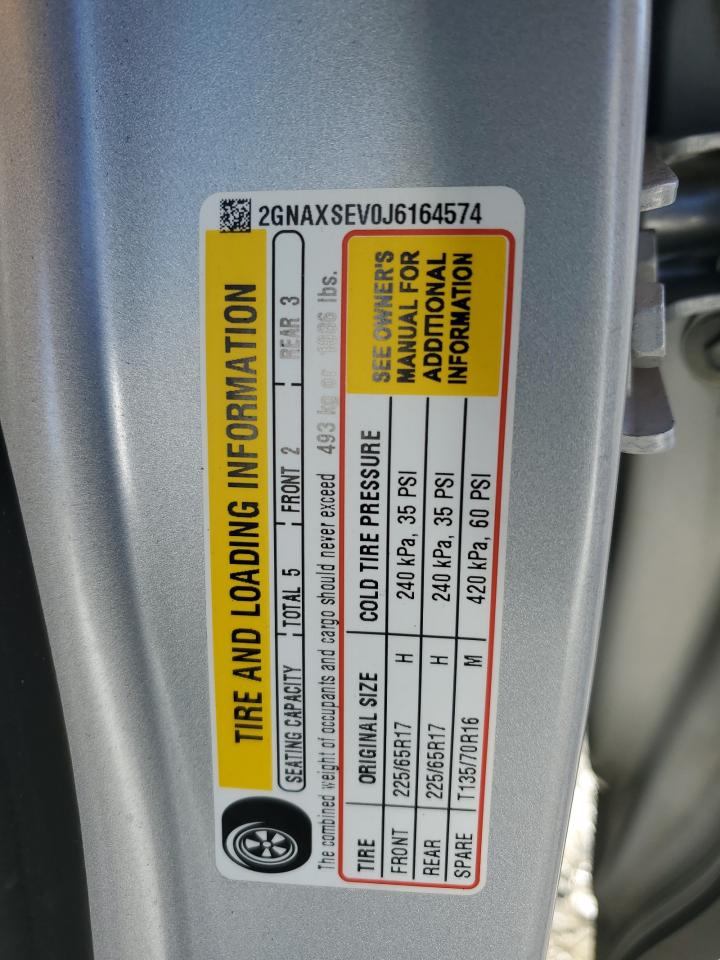 2GNAXSEV0J6164574
TIRE AND LOADING INFORMATION
SEATING CAPACITY TOTAL 5 FRONT 2 REAR 3
The combined weight of occupants and cargo should never exceed 493 kg or 1086 lbs.
TIRE ORIGINAL SIZE COLD TIRE PRESSURE
FRONT 225/65R17 H 240 kPa, 35 PSI
REAR 225/65R17 H 240 kPa, 35 PSI
SPARE T135/70R16 M 420 kPa, 60 PSI
SEE OWNER'S
MANUAL FOR
ADDITIONAL
INFORMATION